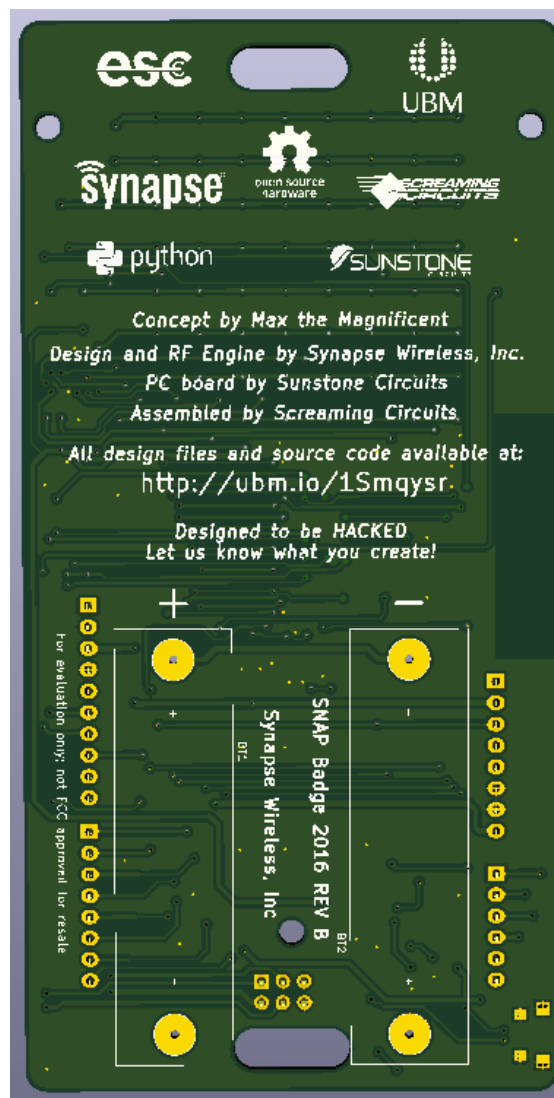 esc
UBM
synapse
open source
hardware
SCREAMING
CIRCUITS
python
SUNSTONE
CIRCUITS
Concept by Max the Magnificent
Design and RF Engine by Synapse Wireless, Inc.
PC board by Sunstone Circuits
Assembled by Screaming Circuits
All design files and source code available at:
http://ubm.io/1Smqysr
Designed to be HACKED
Let us know what you create!
+
−
For evaluation only; not FCC approved for resale
+
-
BT1
Synapse Wireless, Inc
SNAP Badge 2016 REV B
BT2
-
+